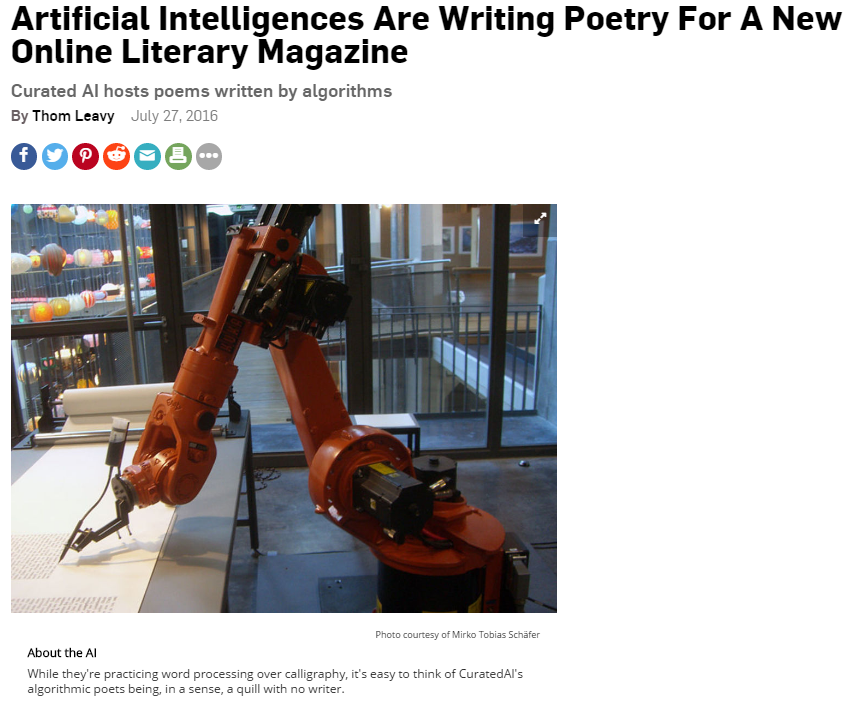 Artificial Intelligences Are Writing Poetry For A New
Online Literary Magazine
Curated AI hosts poems written by algorithms
By Thom Leavy July 27, 2016
Photo courtesy of Mirko Tobias Schäfer
About the AI
While they're practicing word processing over calligraphy, it's easy to think of CuratedAI's
algorithmic poets being, in a sense, a quill with no writer.